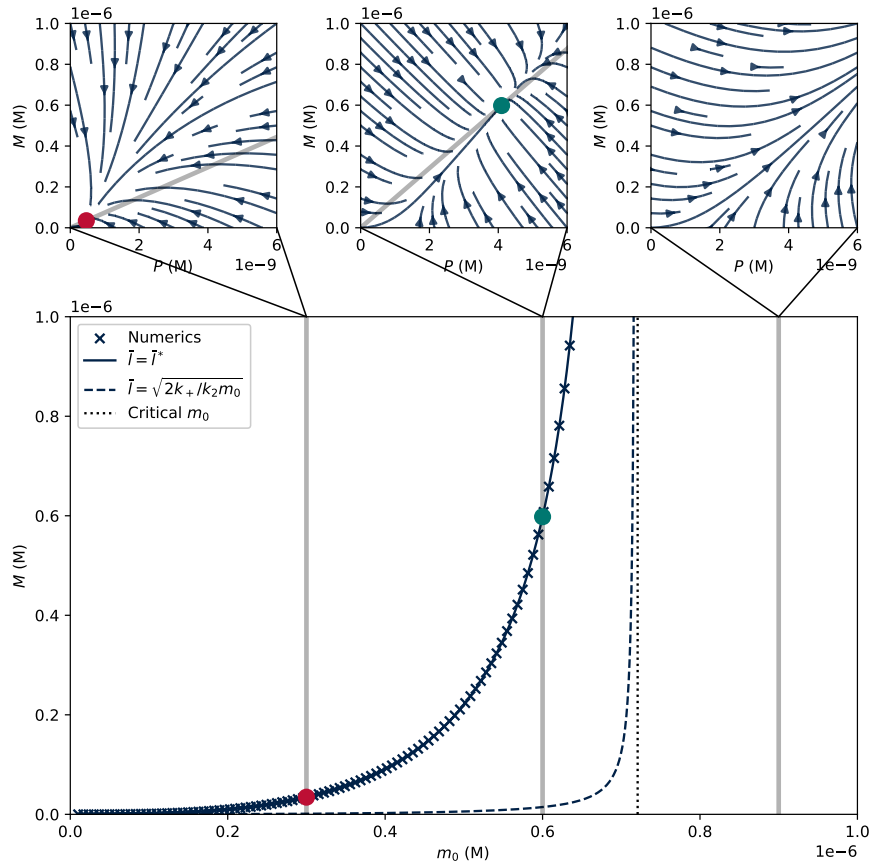 1e−6 1e−6 1e−6
1.0 1.0 1.0
0.8 0.8 0.8
0.6 0.6 0.6
M (M) M (M) M (M)
0.4 0.4 0.4
0.2 0.2 0.2
0.0 0.0 0.0
0 2 4 6 0 2 4 6 0 2 4 6
P (M) 1e−9 P (M) 1e−9 P (M) 1e−9
1e−6
1.0
Numerics
l̄ = l̄*
l̄ = √2k₊/k₂m₀
Critical m₀
0.8
0.6
M (M)
0.4
0.2
0.0
0.0 0.2 0.4 0.6 0.8 1.0
m₀ (M) 1e−6